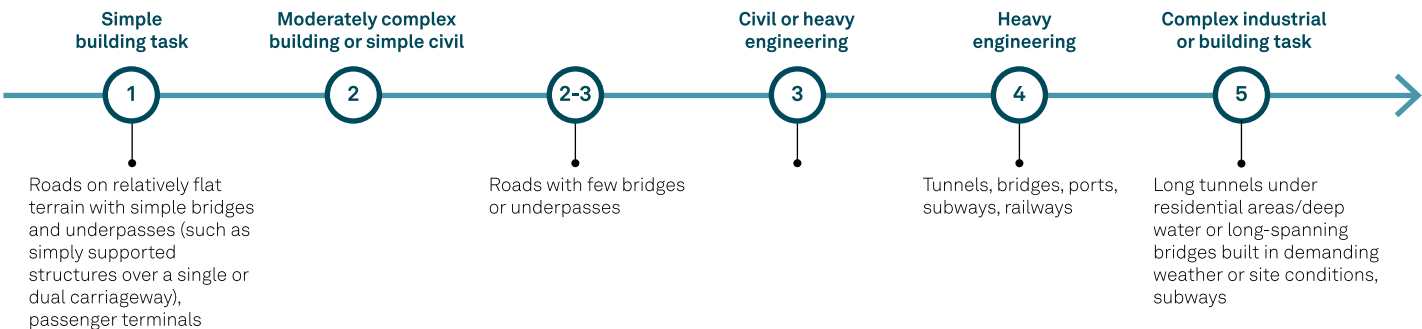 Simple
building task
Moderately complex
building or simple civil
Civil or heavy
engineering
Heavy
engineering
Complex industrial
or building task
1
2
2-3
3
4
5
Roads on relatively flat
terrain with simple bridges
and underpasses (such as
simply supported
structures over a single or
dual carriageway),
passenger terminals
Roads with few bridges
or underpasses
Tunnels, bridges, ports,
subways, railways
Long tunnels under
residential areas/deep
water or long-spanning
bridges built in demanding
weather or site conditions,
subways